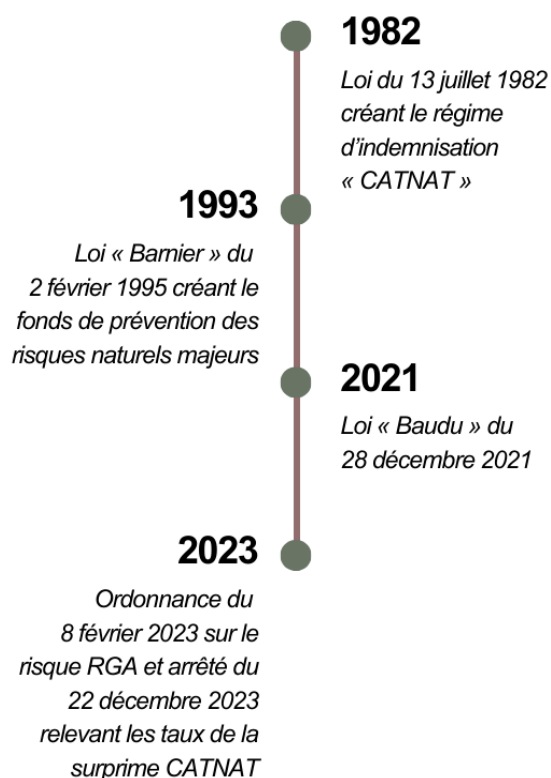 1982
Loi du 13 juillet 1982
créant le régime
d’indemnisation
« CATNAT »
1993
Loi « Barnier » du
2 février 1995 créant le
fonds de prévention des
risques naturels majeurs
2021
Loi « Baudu » du
28 décembre 2021
2023
Ordonnance du
8 février 2023 sur le
risque RGA et arrêté du
22 décembre 2023
relevant les taux de la
surprime CATNAT